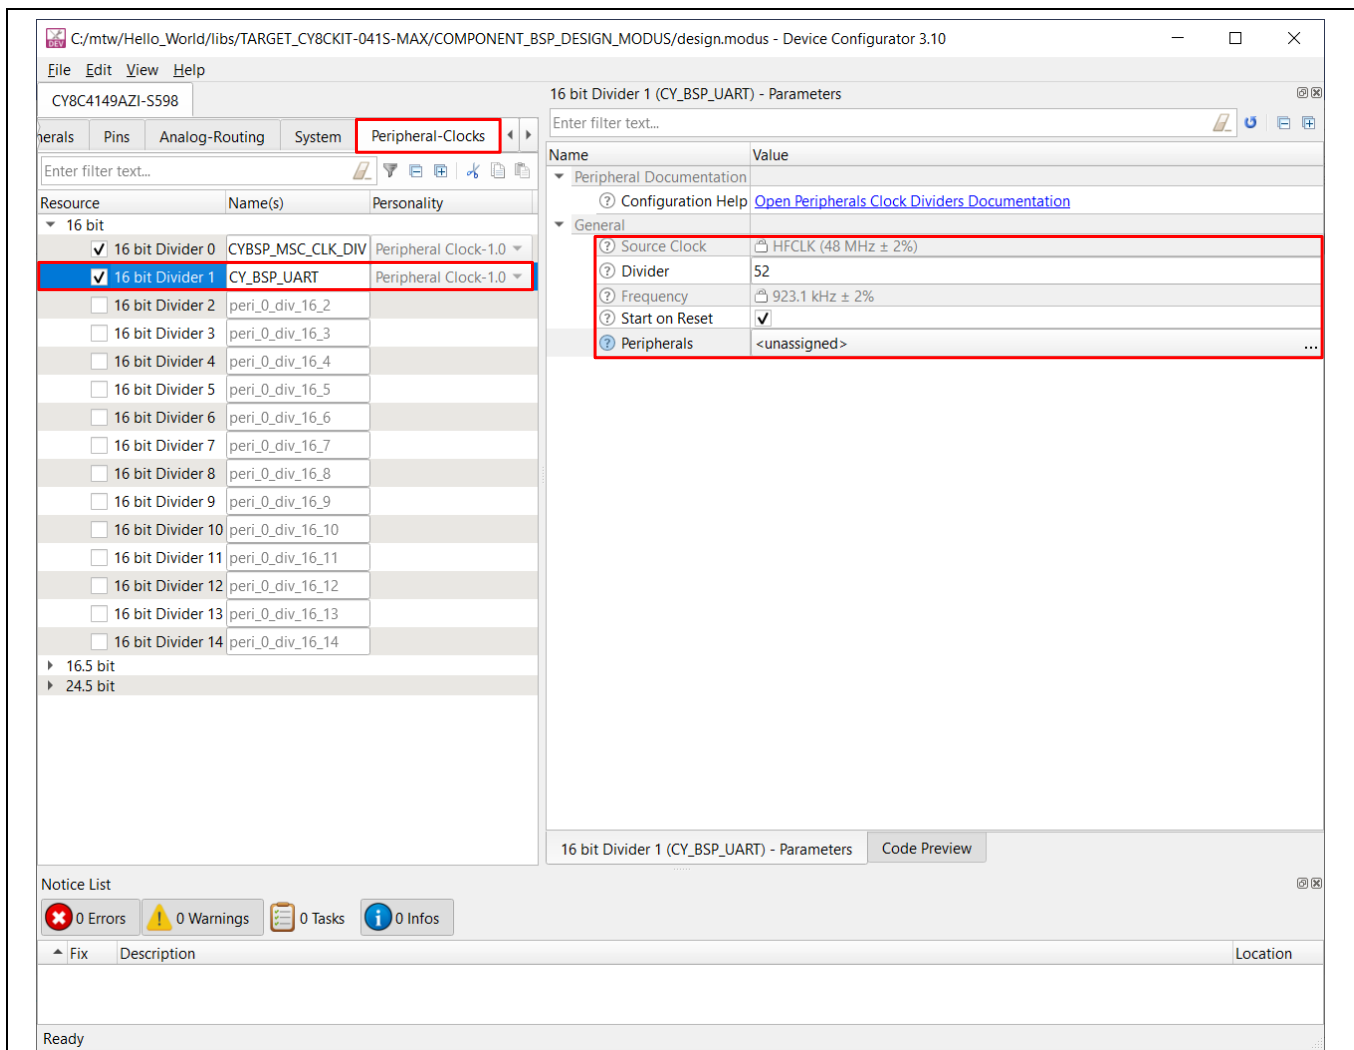 C:/mtw/Hello_World/libs/TARGET_CY8CKIT-041S-MAX/COMPONENT_BSP_DESIGN_MODUS/design.modus - Device Configurator 3.10
File Edit View Help
CY8C4149AZI-S598
herals Pins Analog-Routing System Peripheral-Clocks
Enter filter text...
Resource Name(s) Personality
16 bit
16 bit Divider 0 CYBSP_MSC_CLK_DIV Peripheral Clock-1.0
16 bit Divider 1 CY_BSP_UART Peripheral Clock-1.0
16 bit Divider 2 peri_0_div_16_2
16 bit Divider 3 peri_0_div_16_3
16 bit Divider 4 peri_0_div_16_4
16 bit Divider 5 peri_0_div_16_5
16 bit Divider 6 peri_0_div_16_6
16 bit Divider 7 peri_0_div_16_7
16 bit Divider 8 peri_0_div_16_8
16 bit Divider 9 peri_0_div_16_9
16 bit Divider 10 peri_0_div_16_10
16 bit Divider 11 peri_0_div_16_11
16 bit Divider 12 peri_0_div_16_12
16 bit Divider 13 peri_0_div_16_13
16 bit Divider 14 peri_0_div_16_14
16.5 bit
24.5 bit
16 bit Divider 1 (CY_BSP_UART) - Parameters
Enter filter text...
Name Value
Peripheral Documentation
Configuration Help Open Peripherals Clock Dividers Documentation
General
Source Clock HFCLK (48 MHz ± 2%)
Divider 52
Frequency 923.1 kHz ± 2%
Start on Reset
Peripherals <unassigned> ...
16 bit Divider 1 (CY_BSP_UART) - Parameters Code Preview
Notice List
0 Errors 0 Warnings 0 Tasks 0 Infos
Fix Description Location
Ready